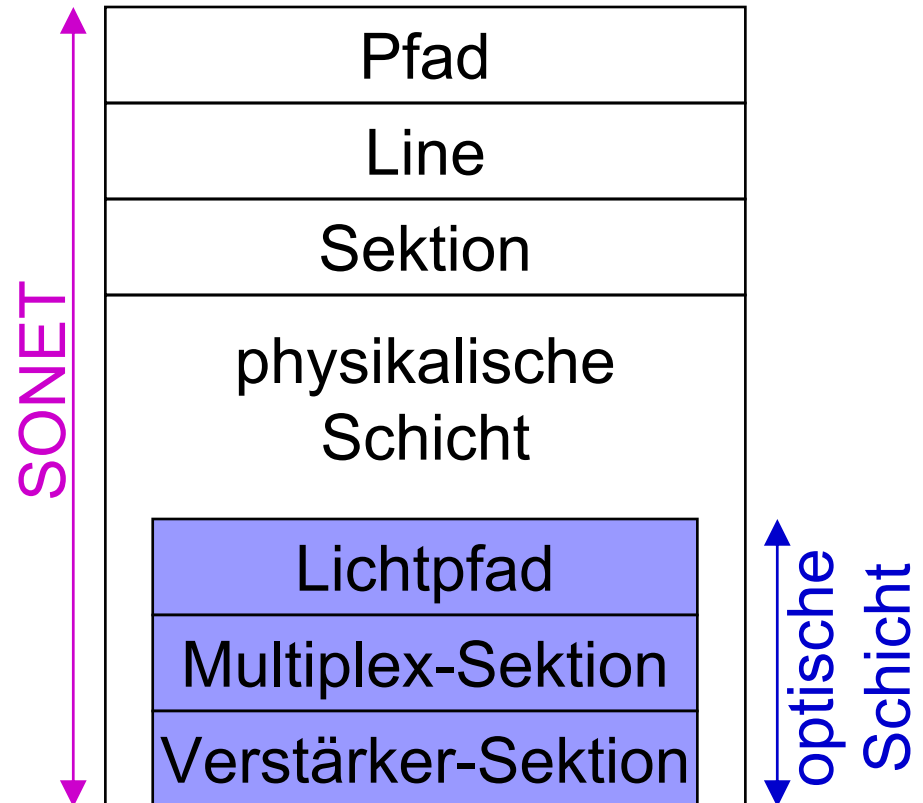 Pfad
Line
Sektion
SONET
physikalische
Schicht
Lichtpfad
Multiplex-Sektion
Verstärker-Sektion
optische
Schicht